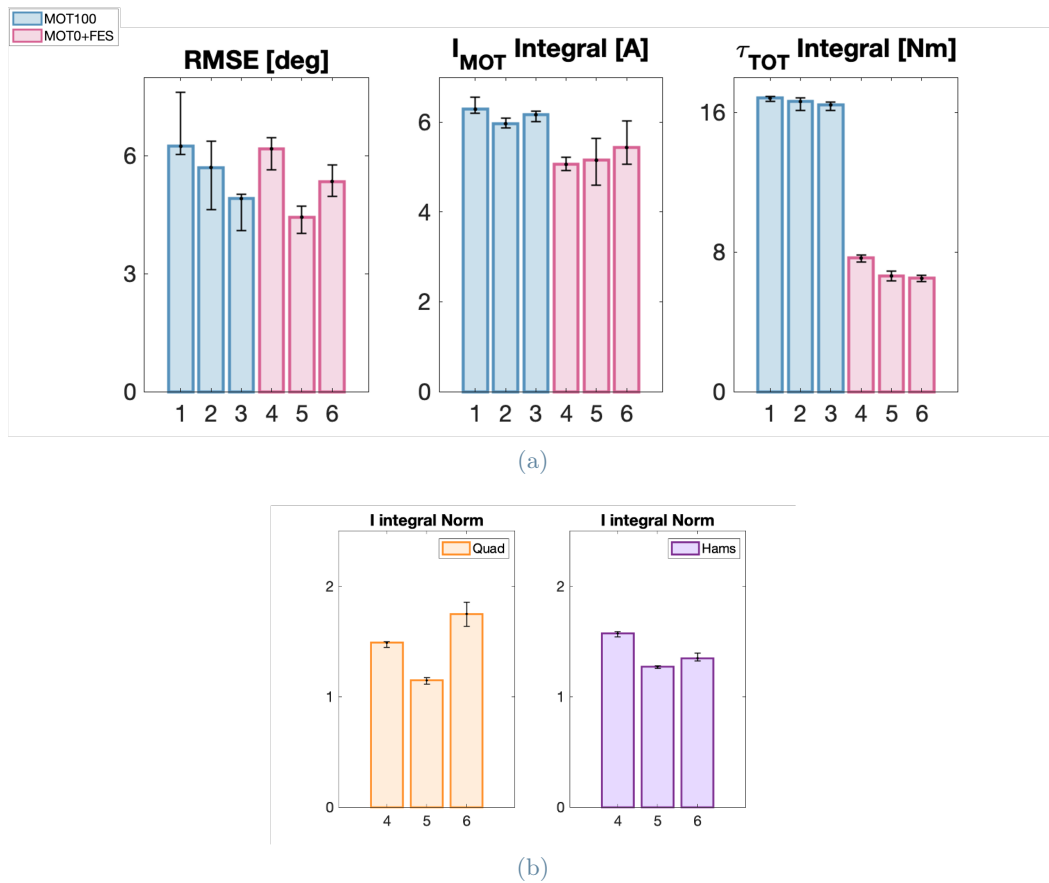 MOT100
MOT0+FES
RMSE [deg]
I_MOT Integral [A]
τ_TOT Integral [Nm]
6
3
0
1 2 3 4 5 6
6
4
2
0
1 2 3 4 5 6
16
8
0
1 2 3 4 5 6
(a)
I integral Norm
Quad
2
1
0
4 5 6
I integral Norm
Hams
2
1
0
4 5 6
(b)